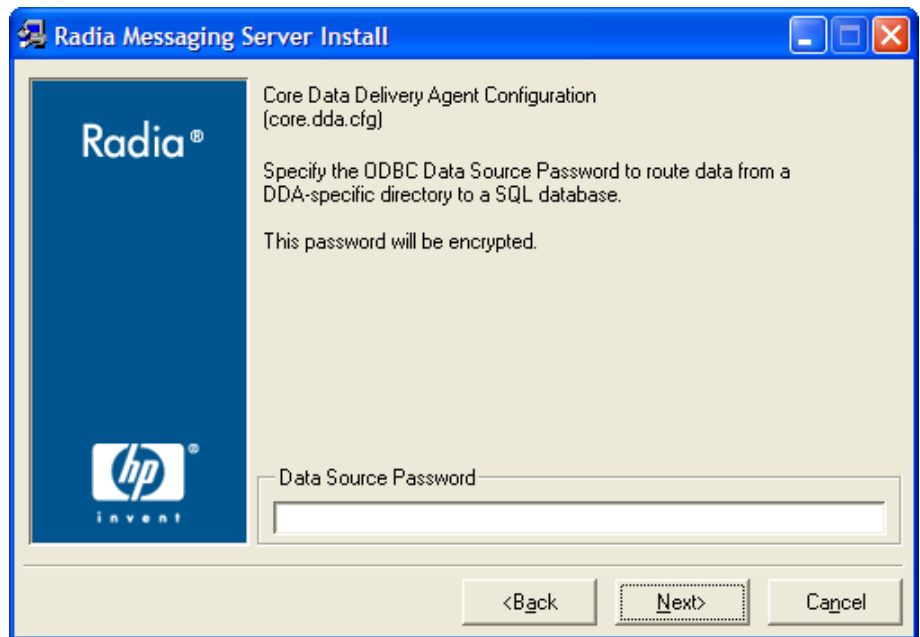 Radia Messaging Server Install
Radia®
Core Data Delivery Agent Configuration
(core.dda.cfg)
Specify the ODBC Data Source Password to route data from a
DDA-specific directory to a SQL database.
This password will be encrypted.
hp®
invent
Data Source Password
<Back
Next>
Cancel